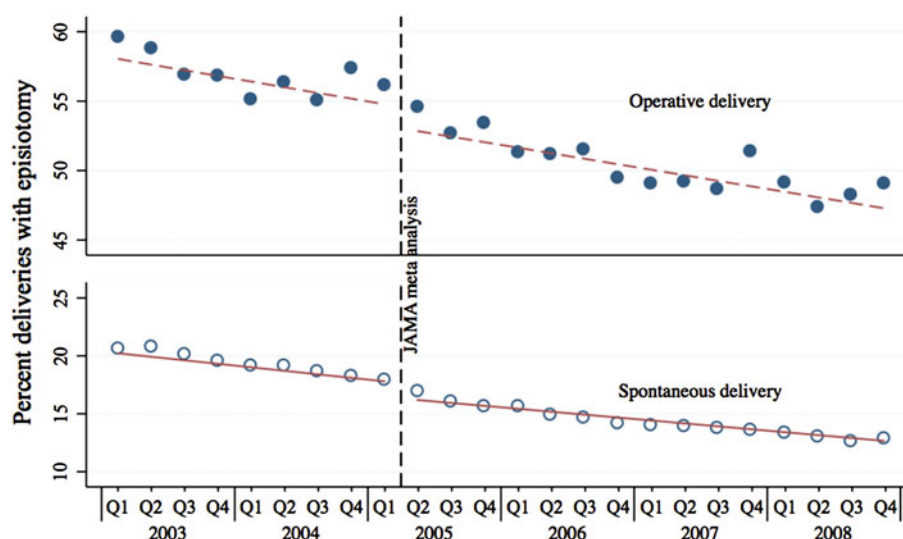 Percent deliveries with episiotomy
60
55
50
45
Operative delivery
JAMA meta analysis
25
20
15
10
Spontaneous delivery
Q1 Q2 Q3 Q4 Q1 Q2 Q3 Q4 Q1 Q2 Q3 Q4 Q1 Q2 Q3 Q4 Q1 Q2 Q3 Q4 Q1 Q2 Q3 Q4
2003 2004 2005 2006 2007 2008